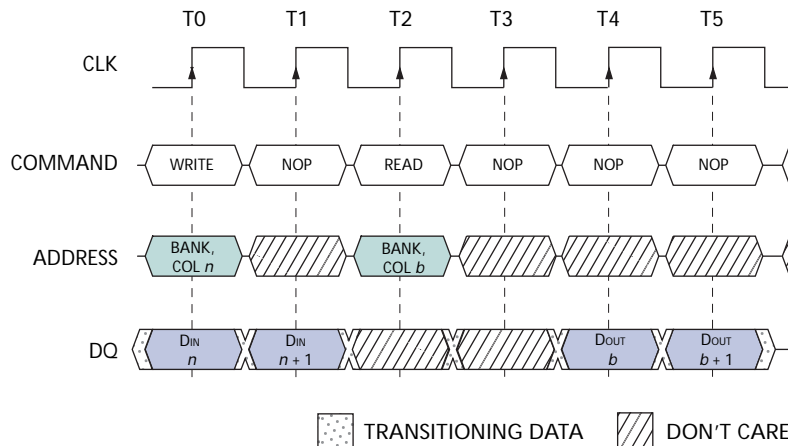 T0 T1 T2 T3 T4 T5
CLK
COMMAND WRITE NOP READ NOP NOP NOP
ADDRESS BANK, COL n BANK, COL b
DQ DIN n DIN n + 1 DOUT b DOUT b + 1
TRANSITIONING DATA DON'T CARE